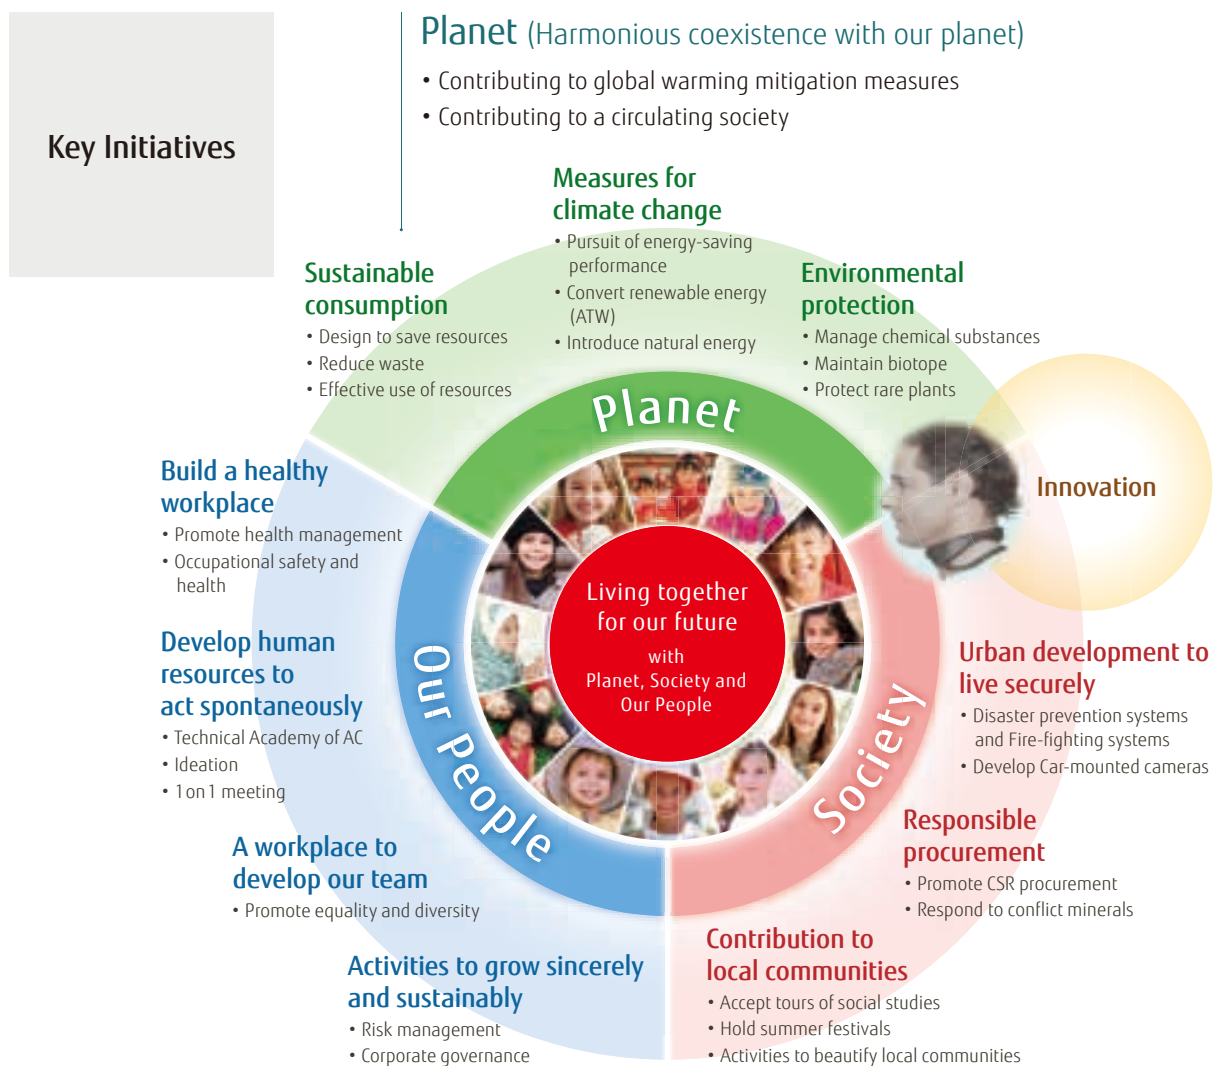 Key Initiatives
Planet (Harmonious coexistence with our planet)
• Contributing to global warming mitigation measures
• Contributing to a circulating society
Measures for
climate change
• Pursuit of energy-saving
performance
• Convert renewable energy
(ATW)
• Introduce natural energy
Sustainable
consumption
• Design to save resources
• Reduce waste
• Effective use of resources
Environmental
protection
• Manage chemical substances
• Maintain biotope
• Protect rare plants
Planet
Innovation
Build a healthy
workplace
• Promote health management
• Occupational safety and
health
Living together
for our future
with
Planet, Society and
Our People
Develop human
resources to
act spontaneously
• Technical Academy of AC
• Ideation
• 1 on 1 meeting
Our People
Society
Urban development to
live securely
• Disaster prevention systems
and Fire-fighting systems
• Develop Car-mounted cameras
Responsible
procurement
• Promote CSR procurement
• Respond to conflict minerals
A workplace to
develop our team
• Promote equality and diversity
Activities to grow sincerely
and sustainably
• Risk management
• Corporate governance
Contribution to
local communities
• Accept tours of social studies
• Hold summer festivals
• Activities to beautify local communities